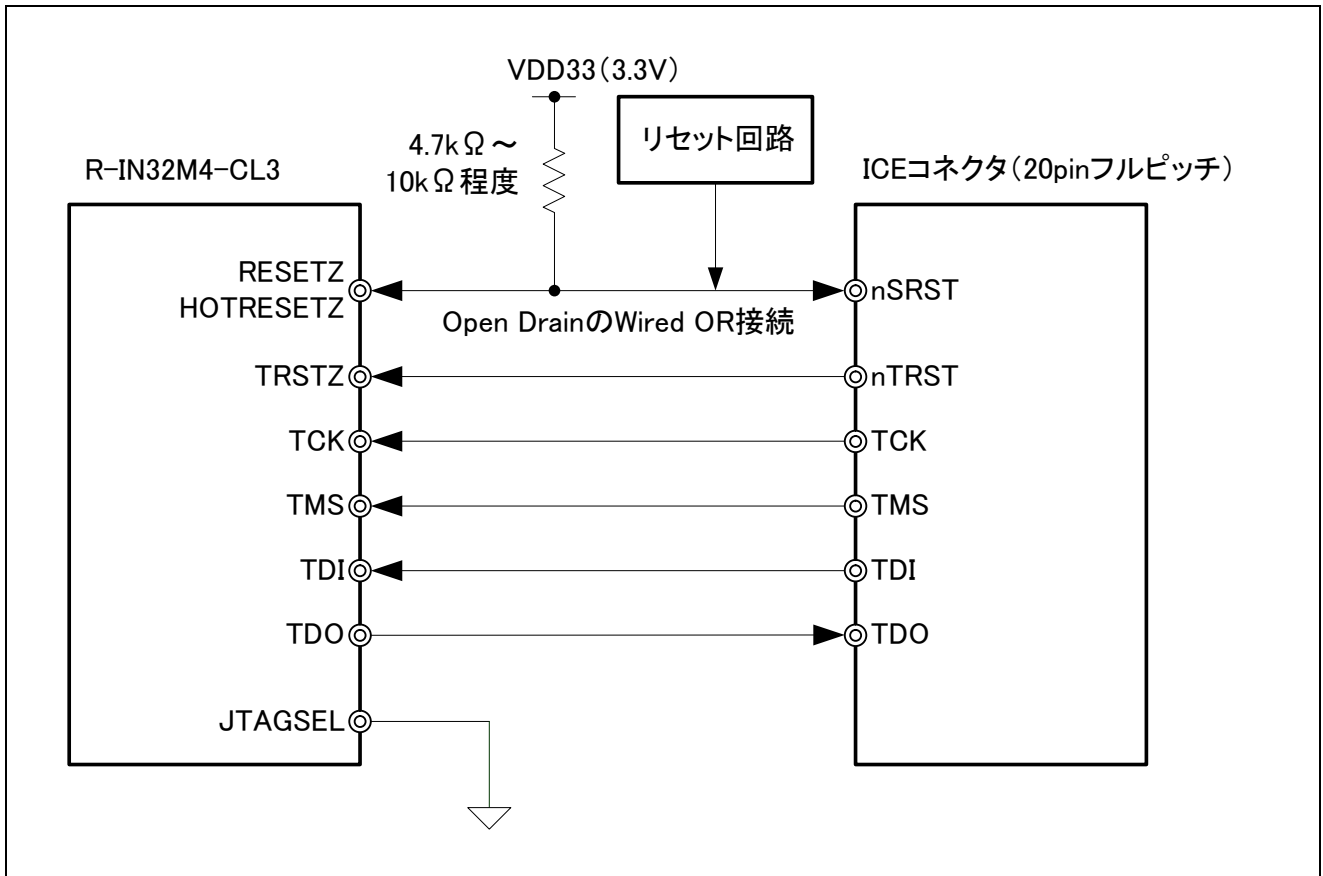 VDD33(3.3V)
4.7kΩ～
10kΩ程度
リセット回路
R-IN32M4-CL3
ICEコネクタ(20pinフルピッチ)
RESETZ
HOTRESETZ
nSRST
Open DrainのWired OR接続
TRSTZ
nTRST
TCK
TCK
TMS
TMS
TDI
TDI
TDO
TDO
JTAGSEL